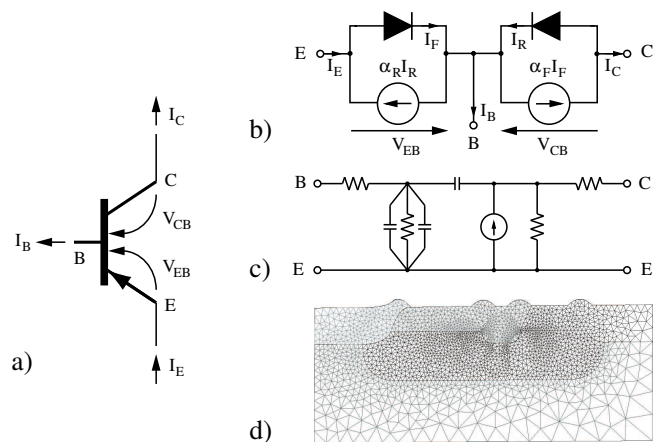 a)
I_C
C
V_CB
I_B
B
V_EB
E
I_E
b)
E
I_E
I_F
α_R I_R
I_R
α_F I_F
C
I_C
I_B
B
V_EB
V_CB
c)
B
C
E
E
d)